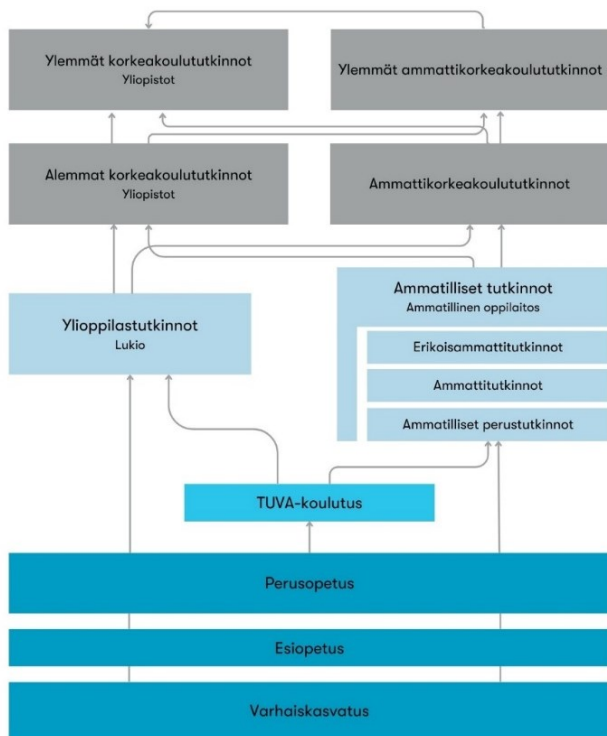 Ylemmät korkeakoulututkinnot
Yliopistot
Ylemmät ammattikorkeakoulututkinnot
Alemmat korkeakoulututkinnot
Yliopistot
Ammattikorkeakoulututkinnot
Ylioppilastutkinnot
Lukio
Ammatilliset tutkinnot
Ammatillinen oppilaitos
Erikoisammattitutkinnot
Ammattitutkinnot
Ammatilliset perustutkinnot
TUVA-koulutus
Perusopetus
Esiopetus
Varhaiskasvatus